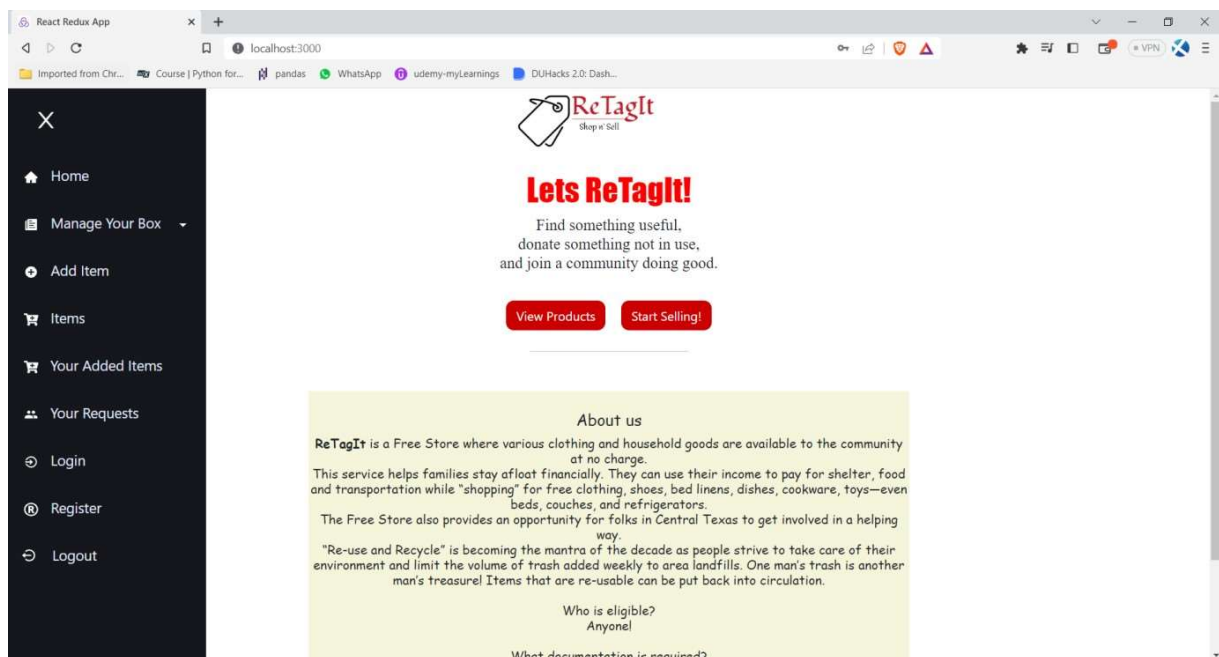 React Redux App
localhost:3000
VPN
Imported from Chr...
Course | Python for...
pandas
WhatsApp
udemy-myLearnings
DUHacks 2.0: Dash...
X
Home
Manage Your Box
Add Item
Items
Your Added Items
Your Requests
Login
Register
Logout
ReTagIt
Shop n' Sell
Lets ReTagIt!
Find something useful,
donate something not in use,
and join a community doing good.
View Products
Start Selling!
About us
ReTagIt is a Free Store where various clothing and household goods are available to the community
at no charge.
This service helps families stay afloat financially. They can use their income to pay for shelter, food
and transportation while “shopping” for free clothing, shoes, bed linens, dishes, cookware, toys—even
beds, couches, and refrigerators.
The Free Store also provides an opportunity for folks in Central Texas to get involved in a helping
way.
“Re-use and Recycle” is becoming the mantra of the decade as people strive to take care of their
environment and limit the volume of trash added weekly to area landfills. One man’s trash is another
man’s treasure! Items that are re-usable can be put back into circulation.
Who is eligible?
Anyone!
What documentation is required?